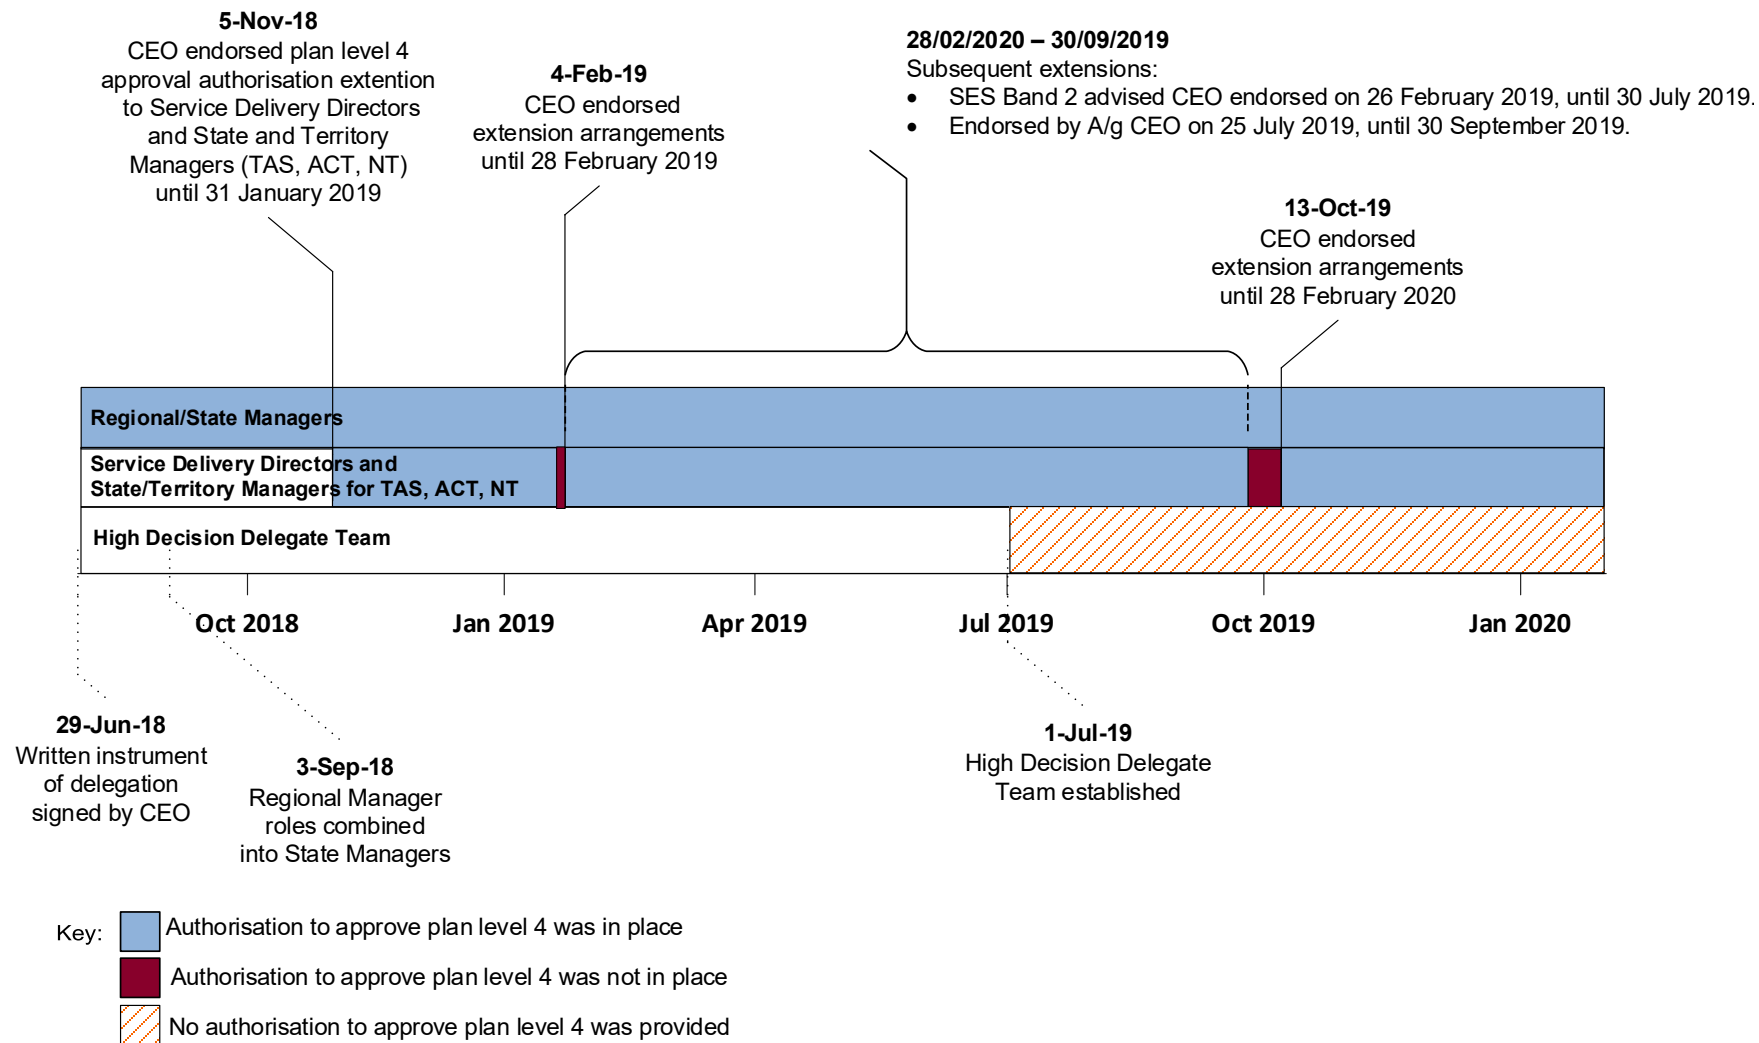 5-Nov-18
CEO endorsed plan level 4
approval authorisation extention
to Service Delivery Directors
and State and Territory
Managers (TAS, ACT, NT)
until 31 January 2019
4-Feb-19
CEO endorsed
extension arrangements
until 28 February 2019
28/02/2020 – 30/09/2019
Subsequent extensions:
• SES Band 2 advised CEO endorsed on 26 February 2019, until 30 July 2019.
• Endorsed by A/g CEO on 25 July 2019, until 30 September 2019.
13-Oct-19
CEO endorsed
extension arrangements
until 28 February 2020
Regional/State Managers
Service Delivery Directors and
State/Territory Managers for TAS, ACT, NT
High Decision Delegate Team
Oct 2018 Jan 2019 Apr 2019 Jul 2019 Oct 2019 Jan 2020
29-Jun-18
Written instrument
of delegation
signed by CEO
3-Sep-18
Regional Manager
roles combined
into State Managers
1-Jul-19
High Decision Delegate
Team established
Key:
Authorisation to approve plan level 4 was in place
Authorisation to approve plan level 4 was not in place
No authorisation to approve plan level 4 was provided